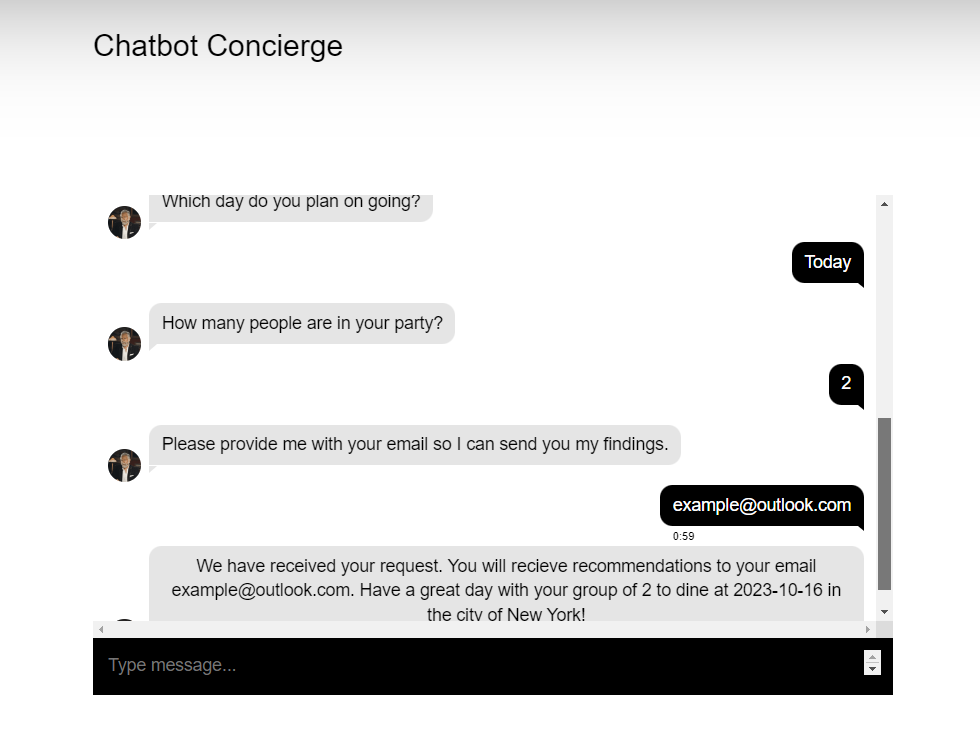 Chatbot Concierge
Which day do you plan on going?
Today
How many people are in your party?
2
Please provide me with your email so I can send you my findings.
example@outlook.com
0:59
We have received your request. You will recieve recommendations to your email
example@outlook.com. Have a great day with your group of 2 to dine at 2023-10-16 in
the city of New York!
Type message...